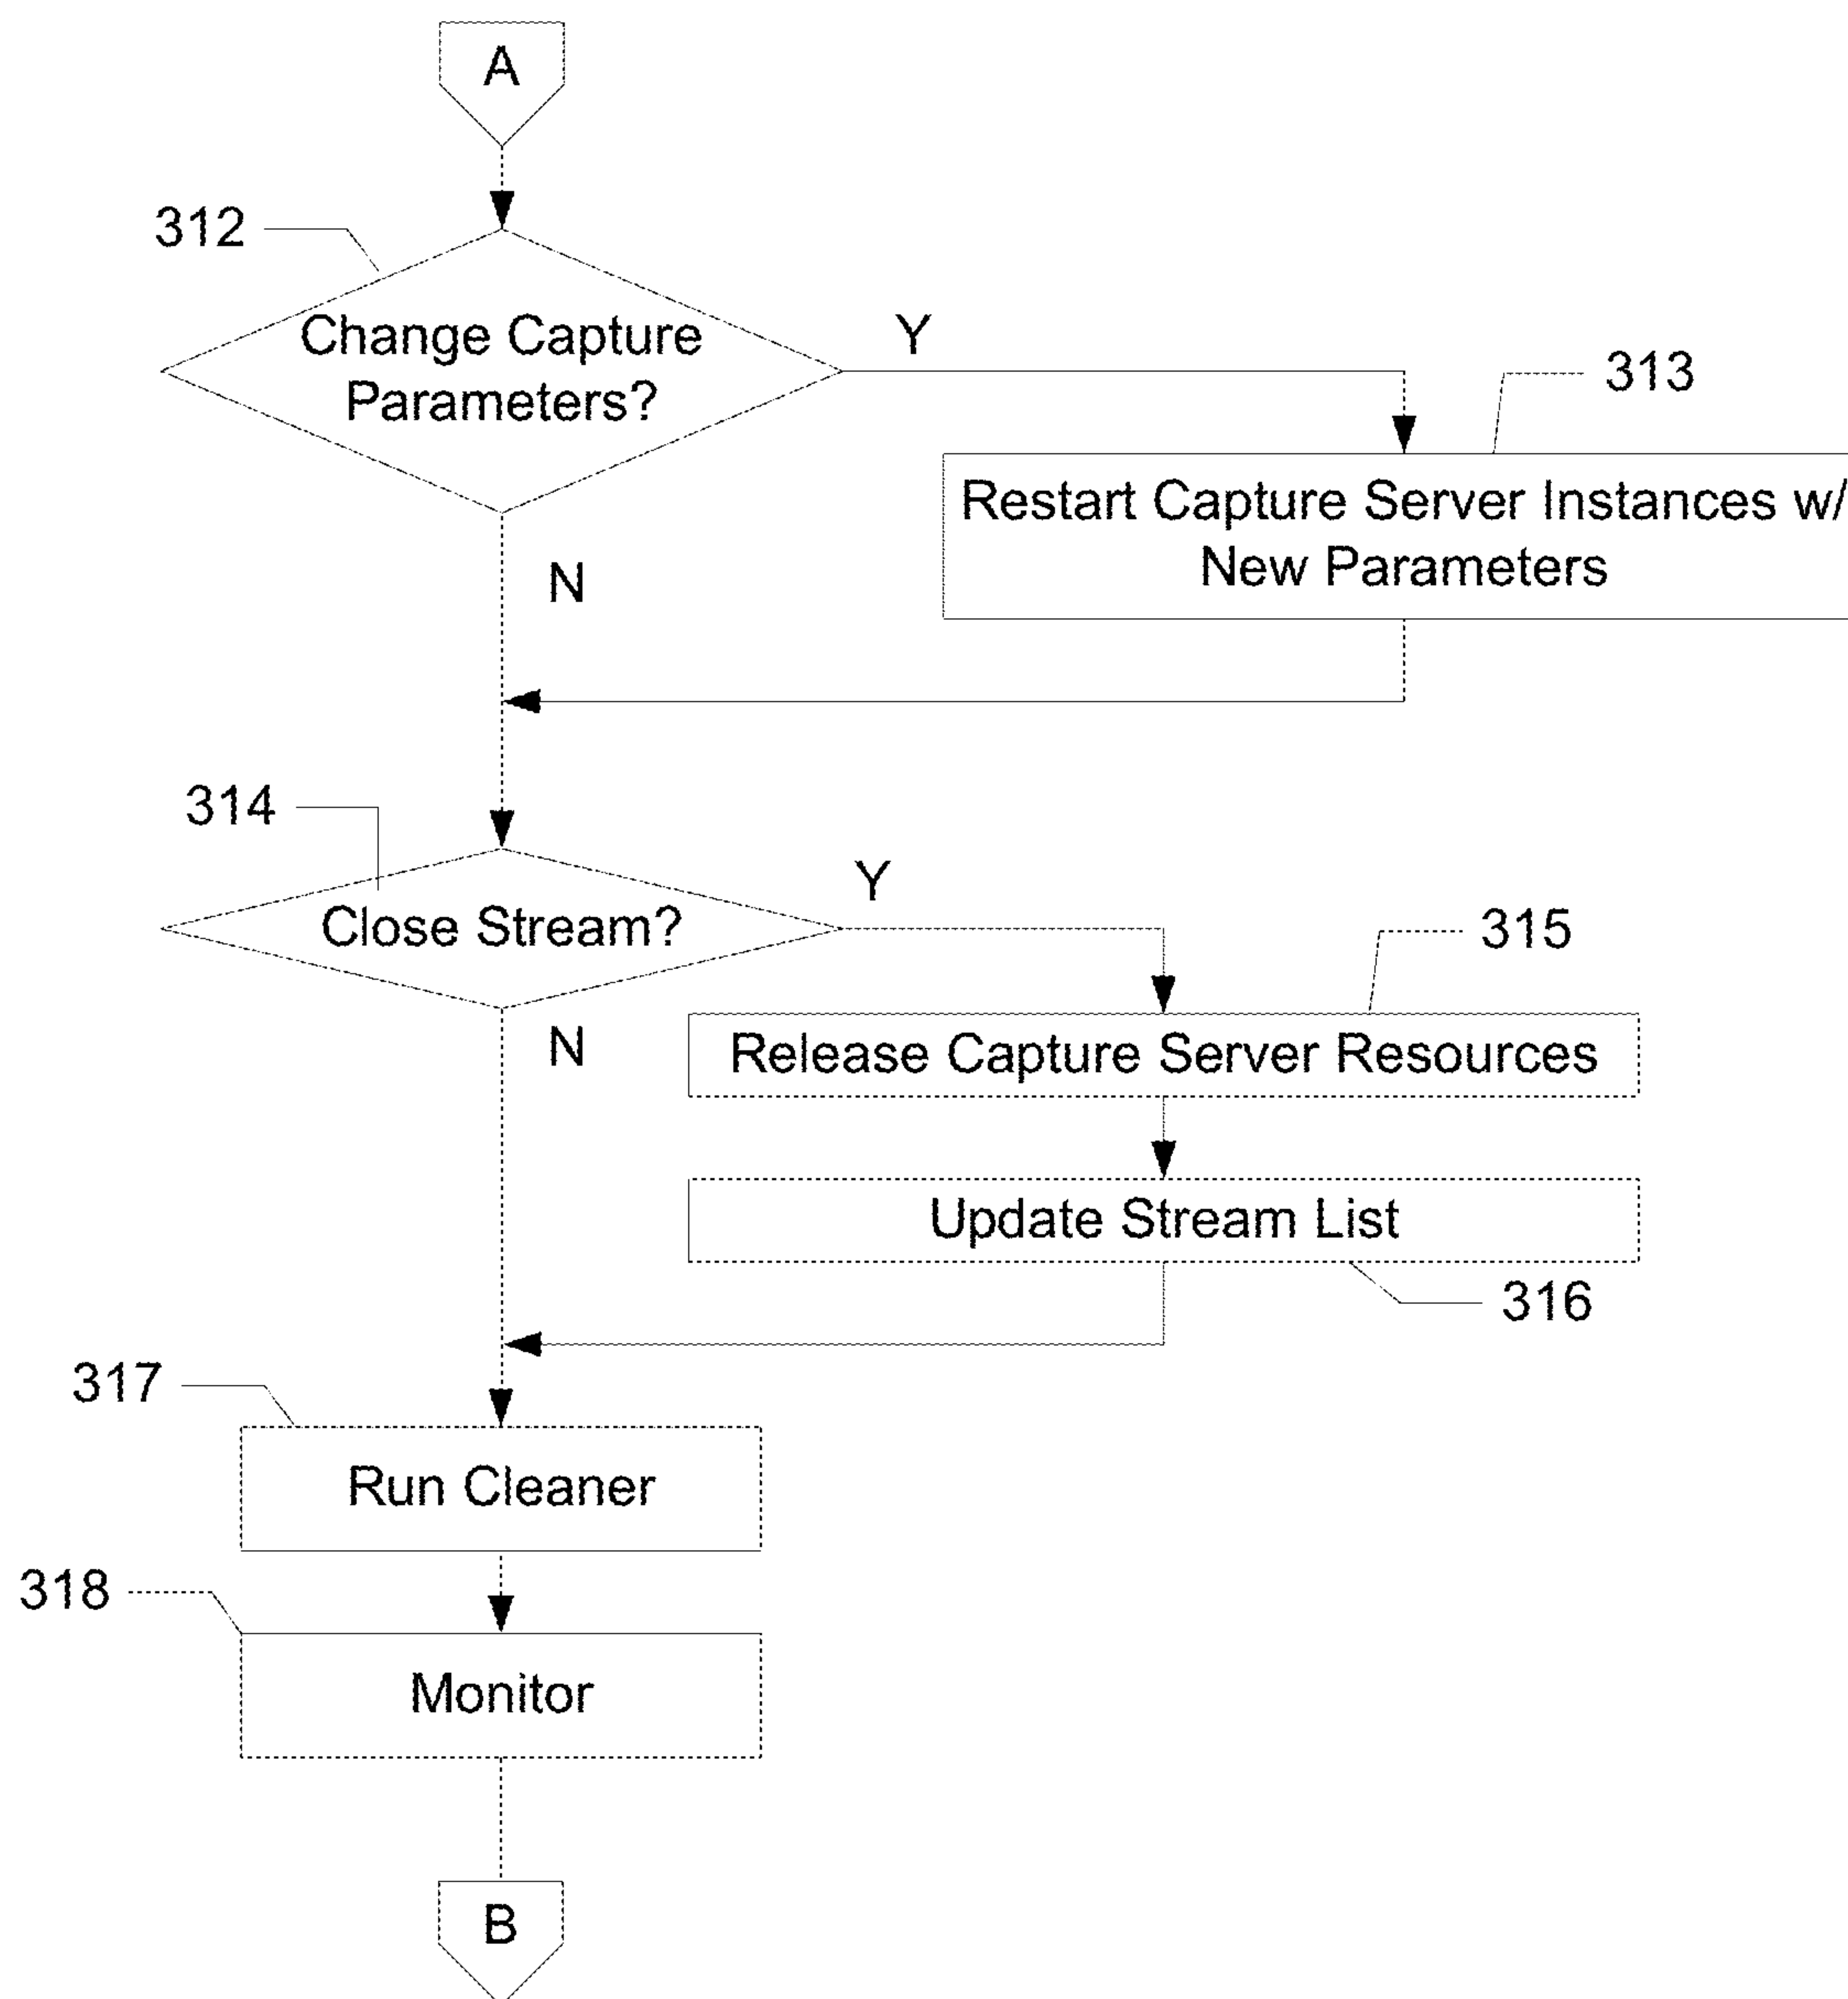 A
312
Change Capture
Parameters?
Y
313
Restart Capture Server Instances w/
New Parameters
N
314
Close Stream?
Y
315
N
Release Capture Server Resources
Update Stream List
316
317
Run Cleaner
318
Monitor
B